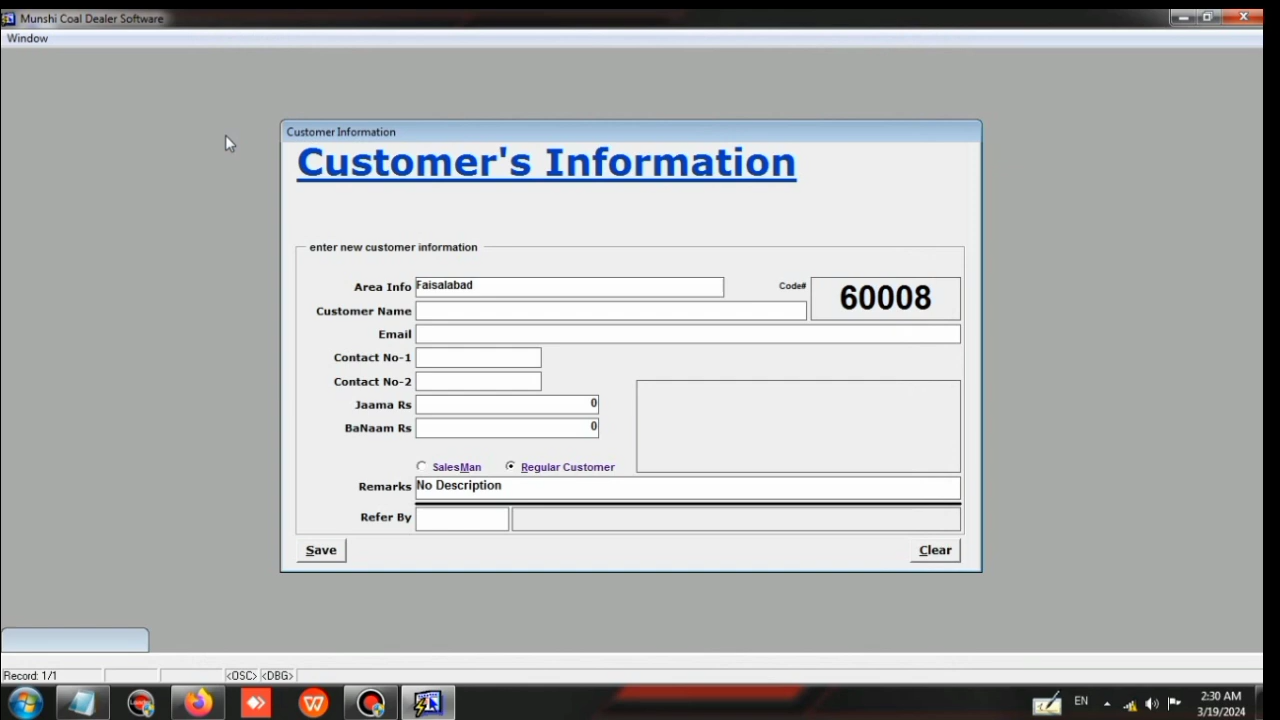 Munshi Coal Dealer Software
Window
Customer Information
Customer's Information
enter new customer information
Area Info Faisalabad Code# 60008
Customer Name
Email
Contact No-1
Contact No-2
Jaama Rs 0
BaNaam Rs 0
SalesMan Regular Customer
Remarks No Description
Refer By
Save Clear
Record: 1/1 <OSC> <DBG>
EN 2:30 AM
3/19/2024